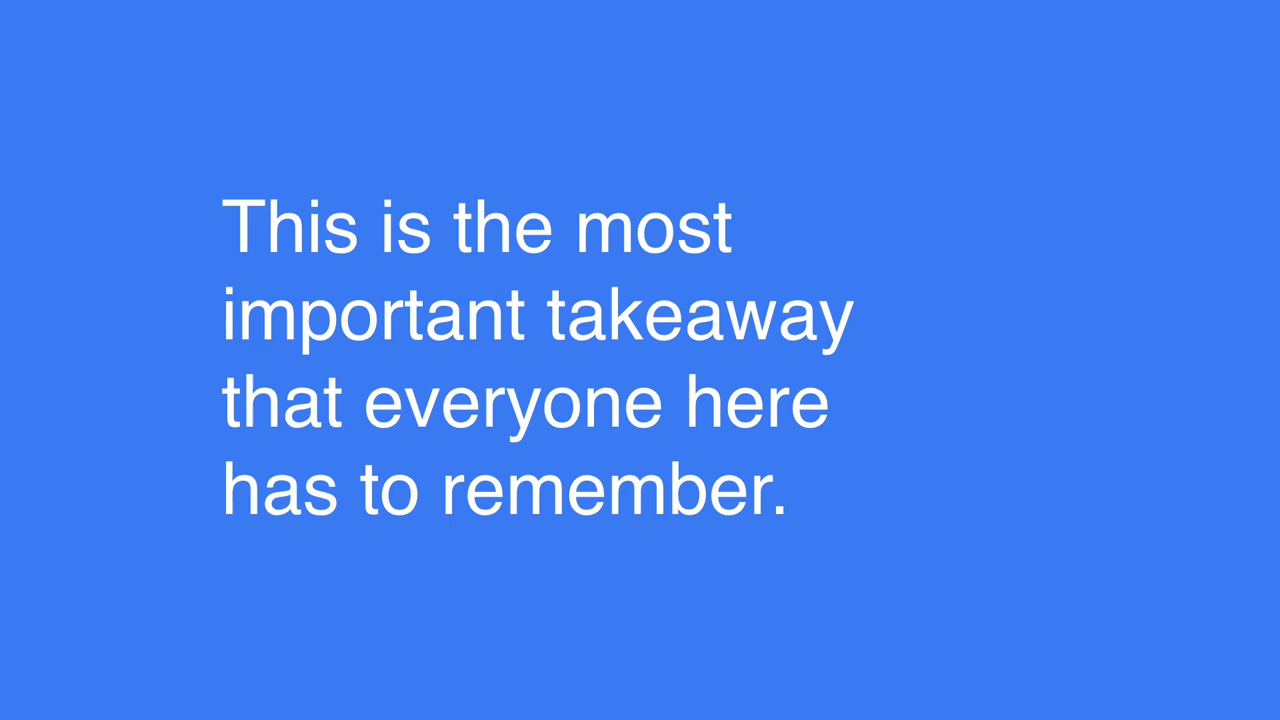 This is the most
important takeaway
that everyone here
has to remember.